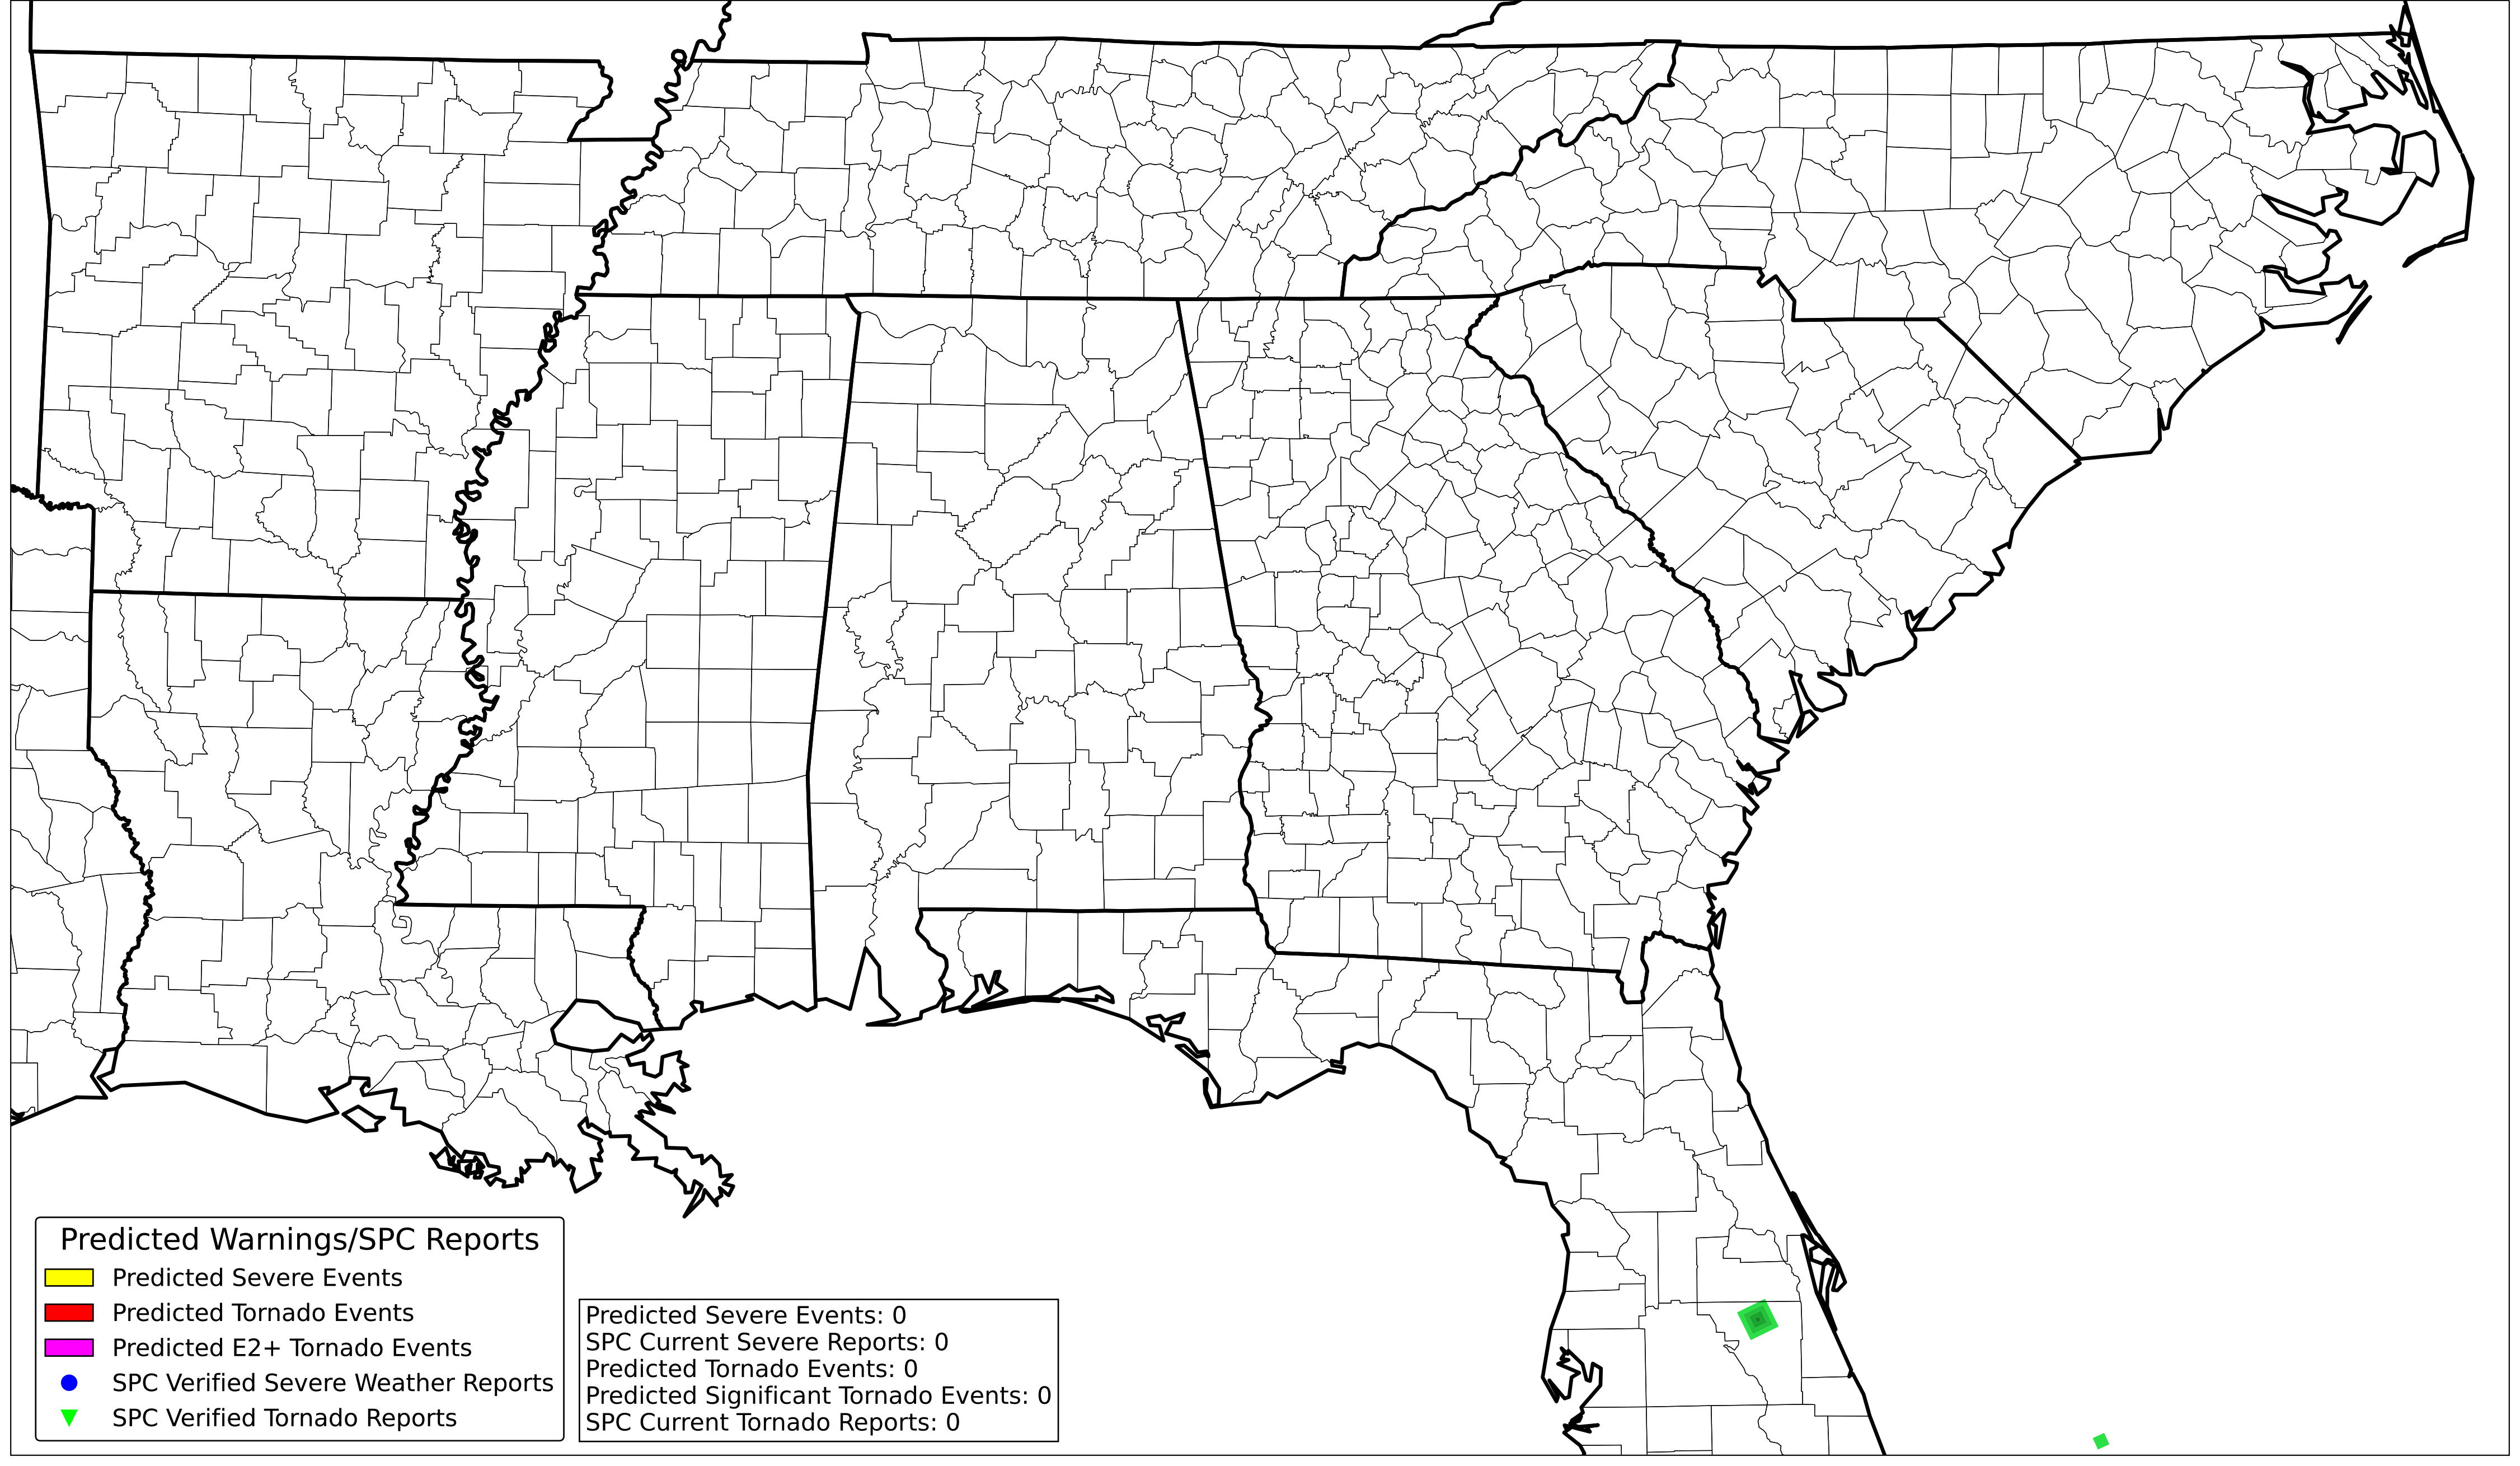 Predicted Warnings/SPC Reports
Predicted Severe Events
Predicted Tornado Events
Predicted E2+ Tornado Events
SPC Verified Severe Weather Reports
SPC Verified Tornado Reports
Predicted Severe Events: 0
SPC Current Severe Reports: 0
Predicted Tornado Events: 0
Predicted Significant Tornado Events: 0
SPC Current Tornado Reports: 0